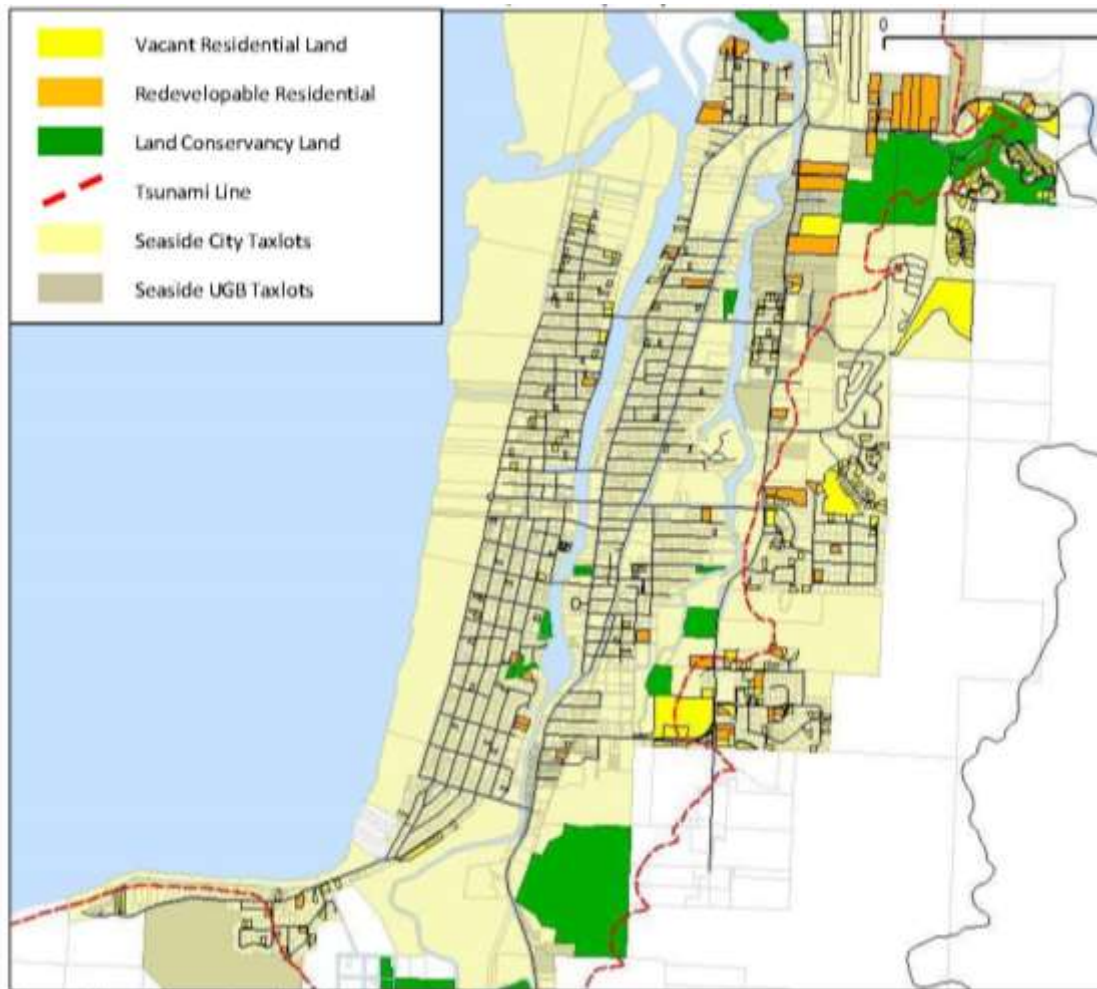 Vacant Residential Land
Redevelopable Residential
Land Conservancy Land
Tsunami Line
Seaside City Taxlots
Seaside UGB Taxlots
0